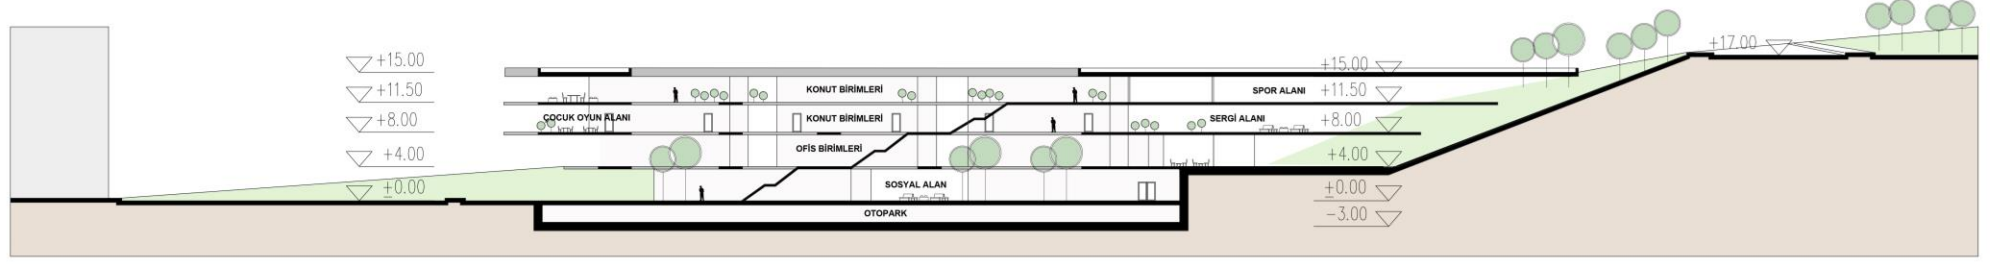 +17.00
+15.00
+15.00
KONUT BİRİMLERİ
SPOR ALANI
+11.50
+11.50
ÇOCUK OYUN ALANI
KONUT BİRİMLERİ
SERGİ ALANI
+8.00
+8.00
OFİS BİRİMLERİ
+4.00
+4.00
±0.00
SOSYAL ALAN
±0.00
OTOPARK
-3.00